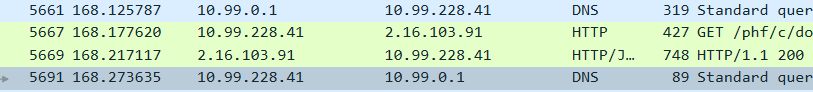 5661 168.125787 10.99.0.1 10.99.228.41 DNS 319 Standard quer
5667 168.177620 10.99.228.41 2.16.103.91 HTTP 427 GET /phf/c/do
5669 168.217117 2.16.103.91 10.99.228.41 HTTP/J… 748 HTTP/1.1 200
5691 168.273635 10.99.228.41 10.99.0.1 DNS 89 Standard quer